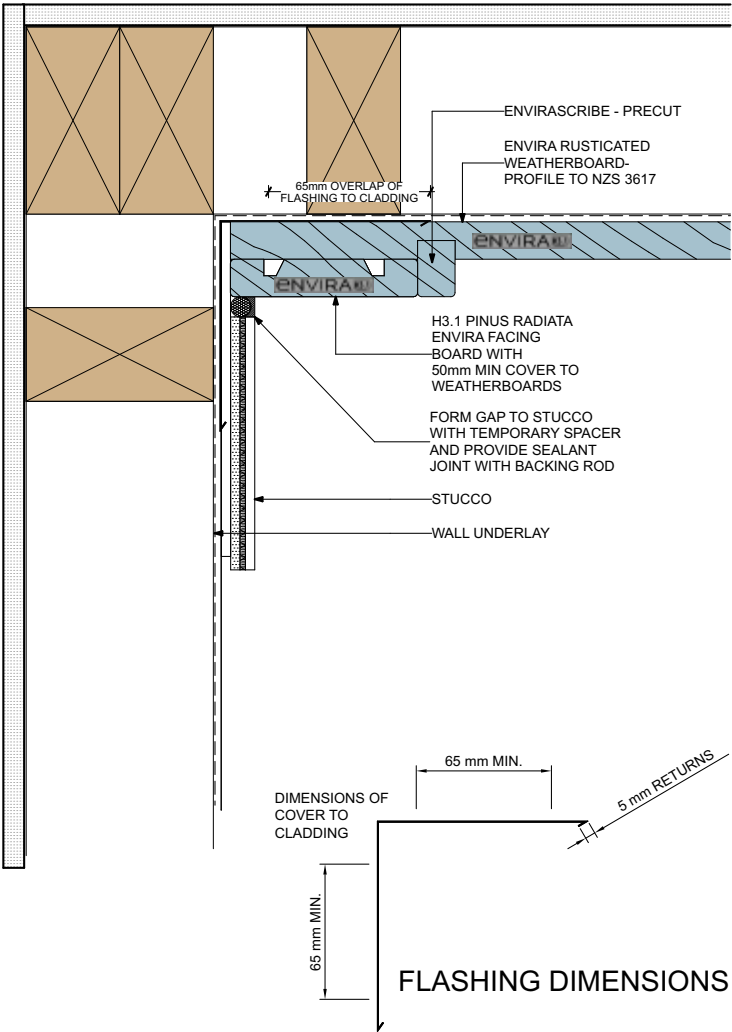 ENVIRASCRIBE - PRECUT
ENVIRA RUSTICATED
WEATHERBOARD-
PROFILE TO NZS 3617
65mm OVERLAP OF
FLASHING TO CLADDING
ENVIRA
ENVIRA
H3.1 PINUS RADIATA
ENVIRA FACING
BOARD WITH
50mm MIN COVER TO
WEATHERBOARDS
FORM GAP TO STUCCO
WITH TEMPORARY SPACER
AND PROVIDE SEALANT
JOINT WITH BACKING ROD
STUCCO
WALL UNDERLAY
65 mm MIN.
5 mm RETURNS
DIMENSIONS OF
COVER TO
CLADDING
65 mm MIN.
FLASHING DIMENSIONS